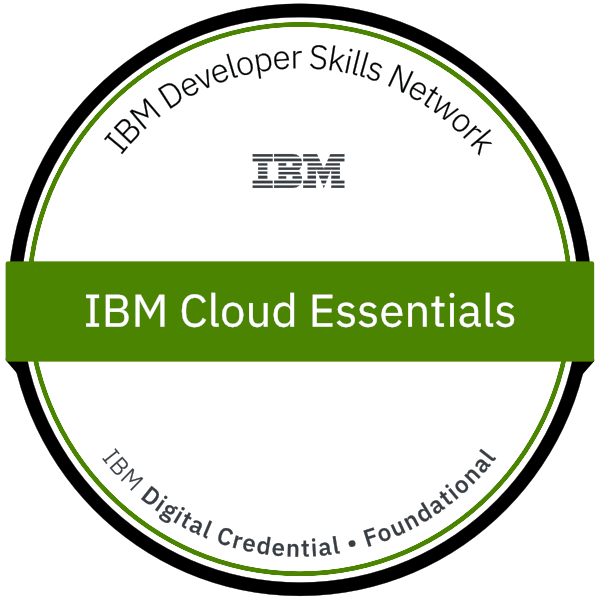 IBM Developer Skills Network
IBM
IBM Cloud Essentials
IBM Digital Credential • Foundational